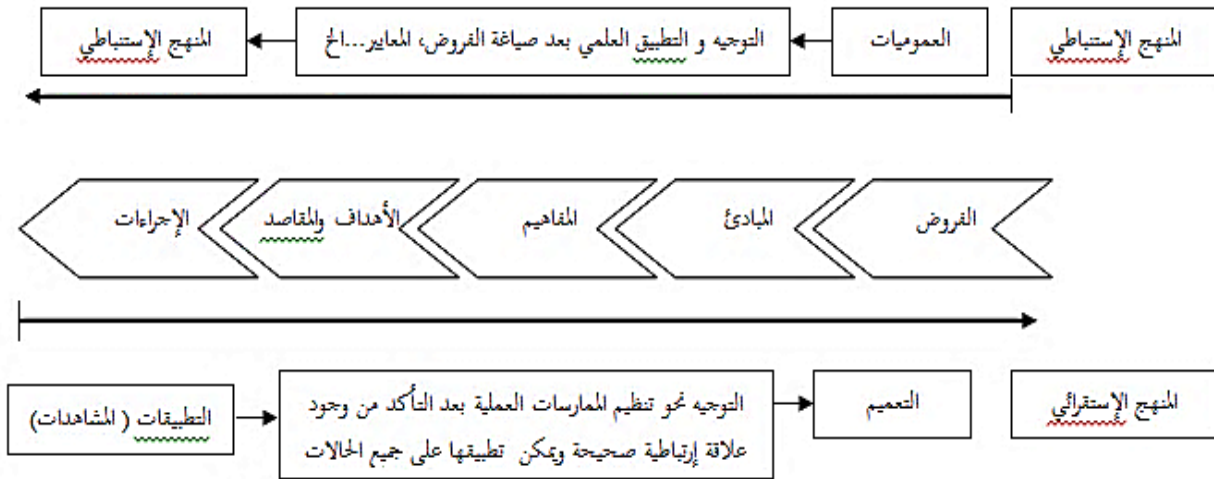 المنهج الإستنباطي
العموميات
التوجيه و التطبيق العلمي بعد صياغة الفروض، المعاير...الخ
المنهج الإستنباطي
الفروض
المبادئ
المفاهيم
الأهداف والمقاصد
الإجراءات
المنهج الإستقرائي
التعميم
التوجيه نحو تنظيم الممارسات العملية بعد التأكد من وجود
علاقة إرتباطية صحيحة ويمكن تطبيقها على جميع الحالات
التطبيقات ( المشاهدات)